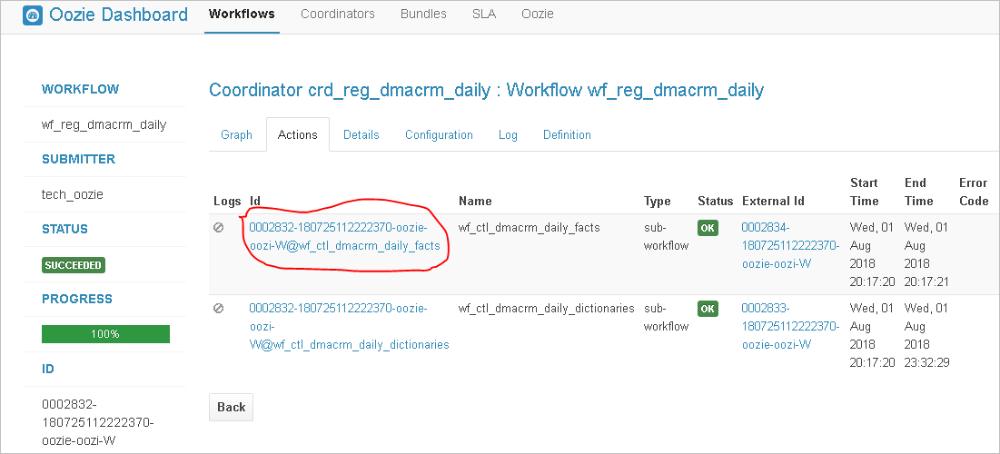 Oozie Dashboard Workflows Coordinators Bundles SLA Oozie
WORKFLOW
wf_reg_dmacrm_daily
SUBMITTER
tech_oozie
STATUS
SUCCEEDED
PROGRESS
100%
ID
0002832-
180725112222370-
oozie-oozi-W
Coordinator crd_reg_dmacrm_daily : Workflow wf_reg_dmacrm_daily
Graph Actions Details Configuration Log Definition
Logs Id Name Type Status External Id Start Time End Time Error Code
0002832-180725112222370-oozie-
oozi-W@wf_ctl_dmacrm_daily_facts
wf_ctl_dmacrm_daily_facts
sub-
workflow
OK
0002834-
180725112222370-
oozie-oozi-W
Wed, 01
Aug
2018
20:17:20
Wed, 01
Aug
2018
20:17:21
0002832-180725112222370-oozie-
oozi-
W@wf_ctl_dmacrm_daily_dictionaries
wf_ctl_dmacrm_daily_dictionaries
sub-
workflow
OK
0002833-
180725112222370-
oozie-oozi-W
Wed, 01
Aug
2018
20:17:20
Wed, 01
Aug
2018
23:32:29
Back